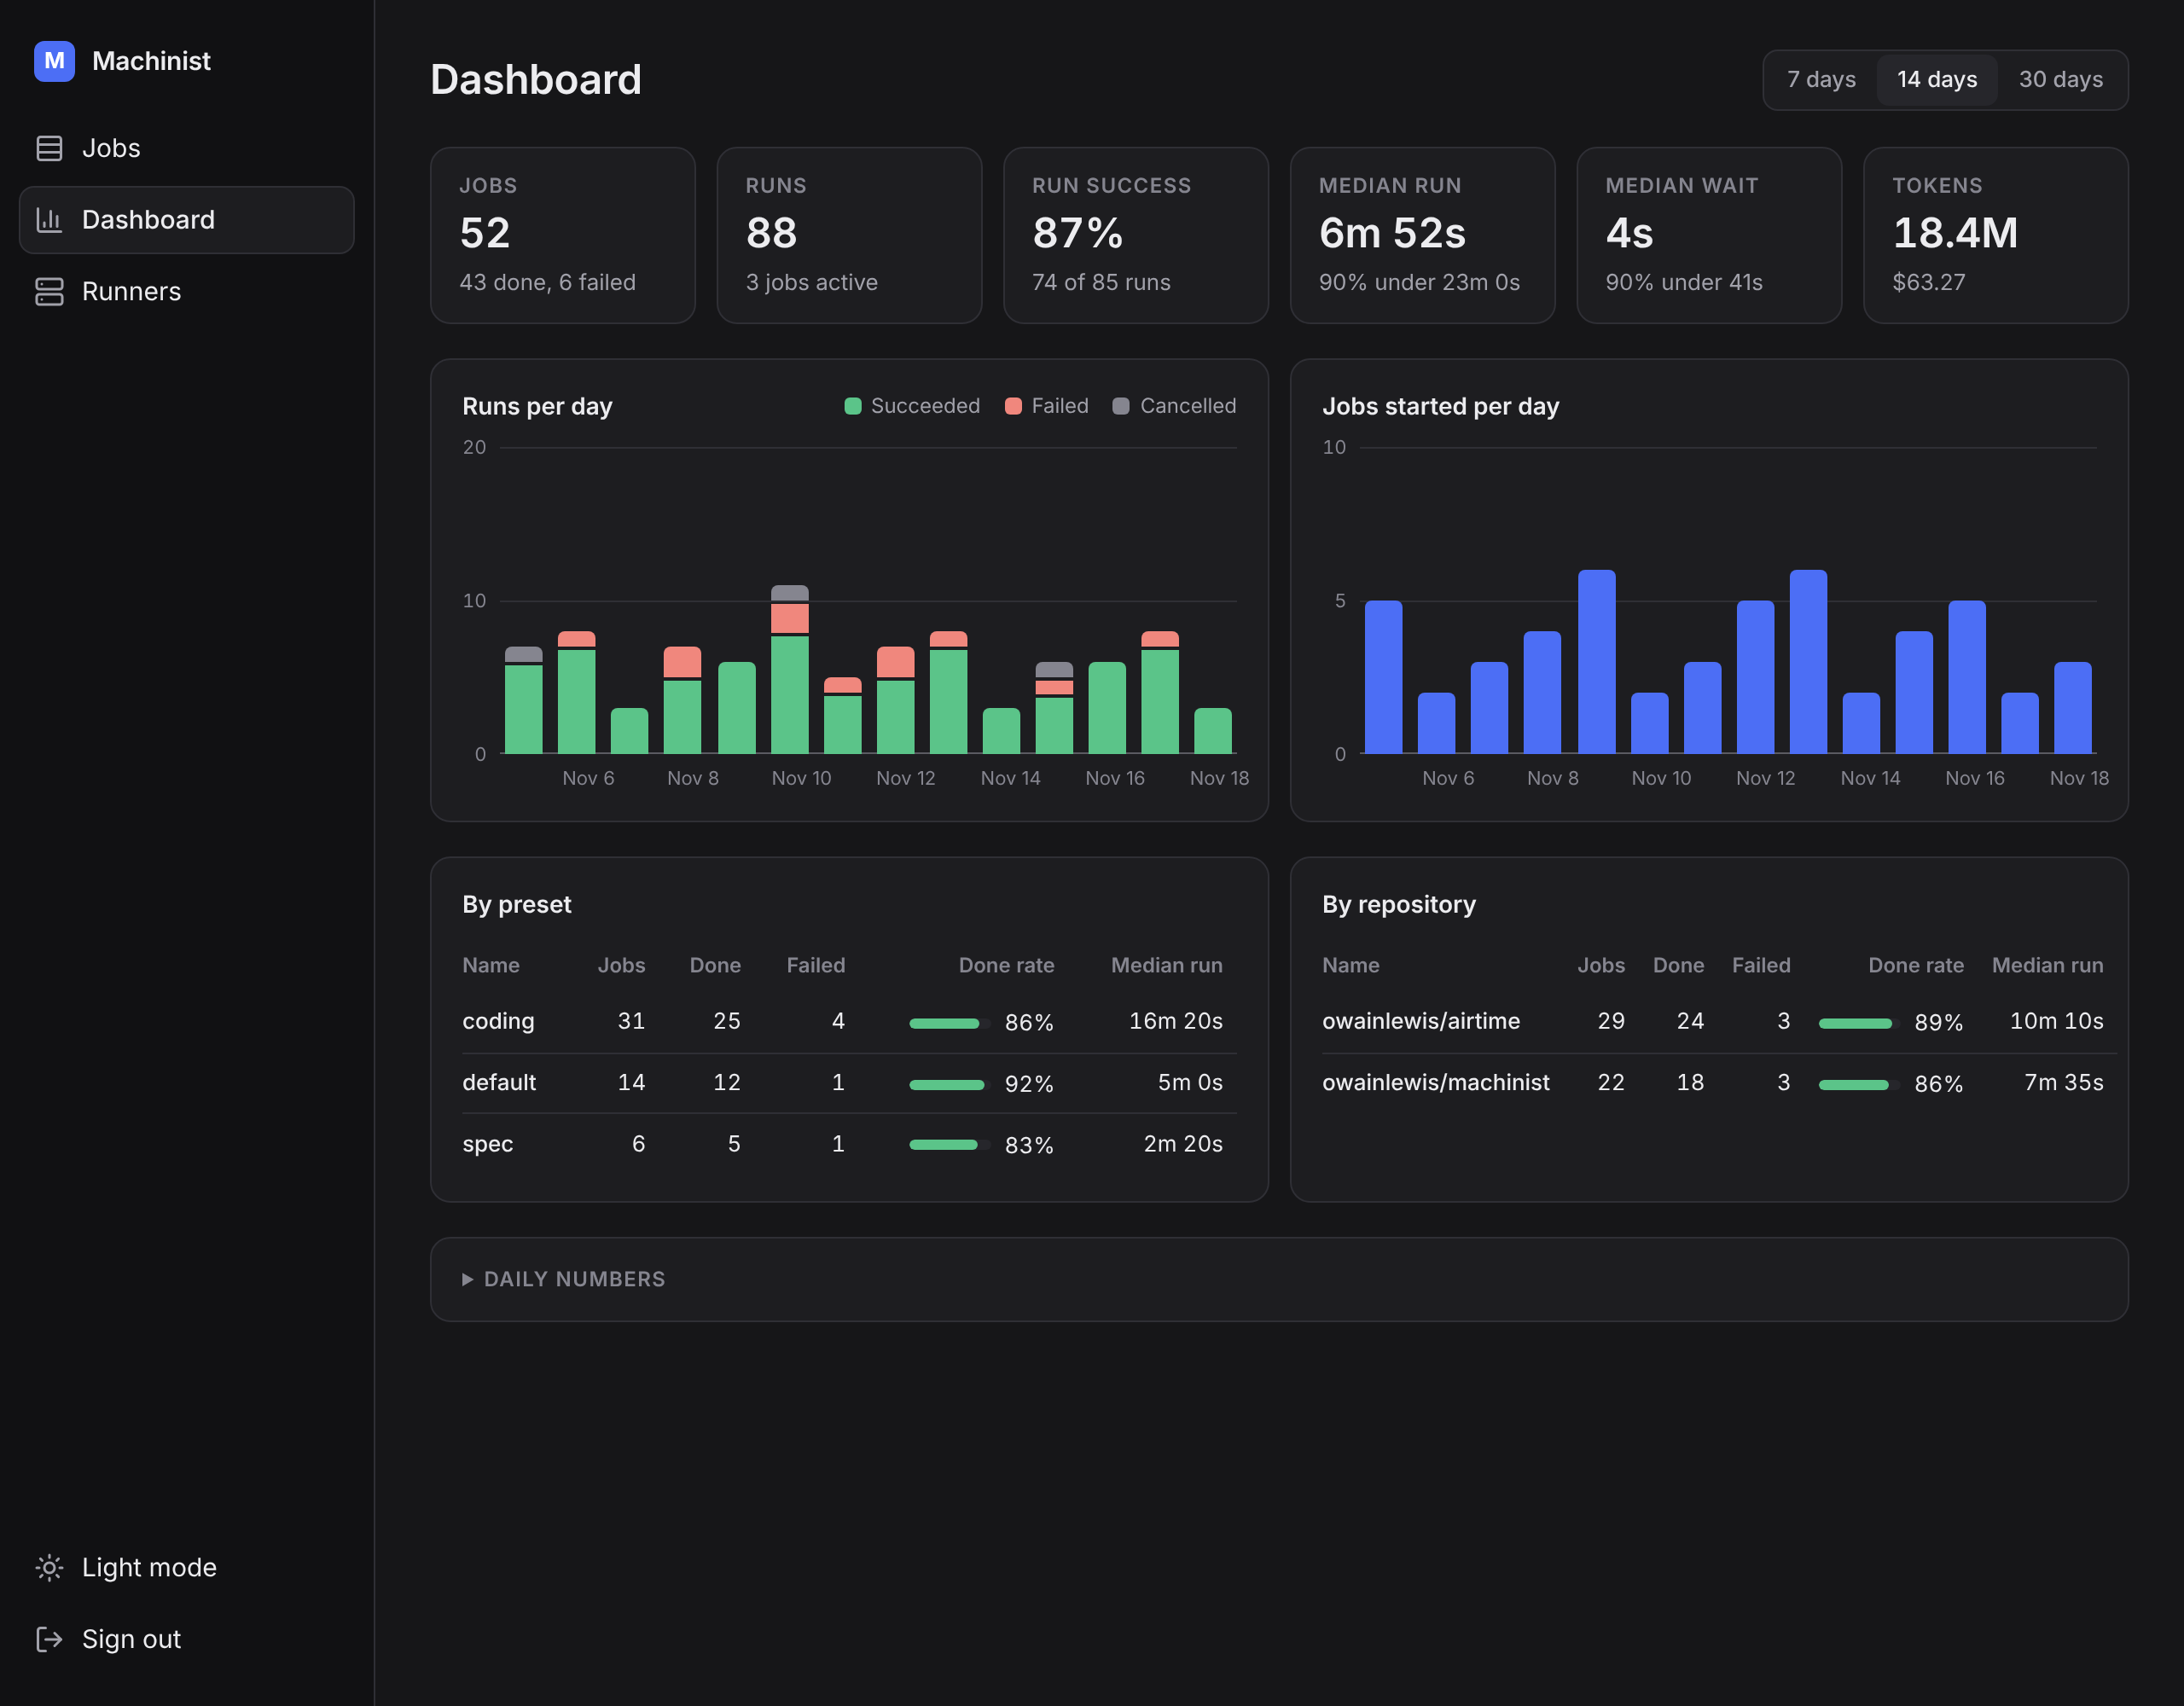 M Machinist
Jobs
Dashboard
Runners
Light mode
Sign out
Dashboard
7 days 14 days 30 days
JOBS
52
43 done, 6 failed
RUNS
88
3 jobs active
RUN SUCCESS
87%
74 of 85 runs
MEDIAN RUN
6m 52s
90% under 23m 0s
MEDIAN WAIT
4s
90% under 41s
TOKENS
18.4M
$63.27
Runs per day
Succeeded Failed Cancelled
20
10
0
Nov 6 Nov 8 Nov 10 Nov 12 Nov 14 Nov 16 Nov 18
Jobs started per day
10
5
0
Nov 6 Nov 8 Nov 10 Nov 12 Nov 14 Nov 16 Nov 18
By preset
Name Jobs Done Failed Done rate Median run
coding 31 25 4 86% 16m 20s
default 14 12 1 92% 5m 0s
spec 6 5 1 83% 2m 20s
By repository
Name Jobs Done Failed Done rate Median run
owainlewis/airtime 29 24 3 89% 10m 10s
owainlewis/machinist 22 18 3 86% 7m 35s
DAILY NUMBERS